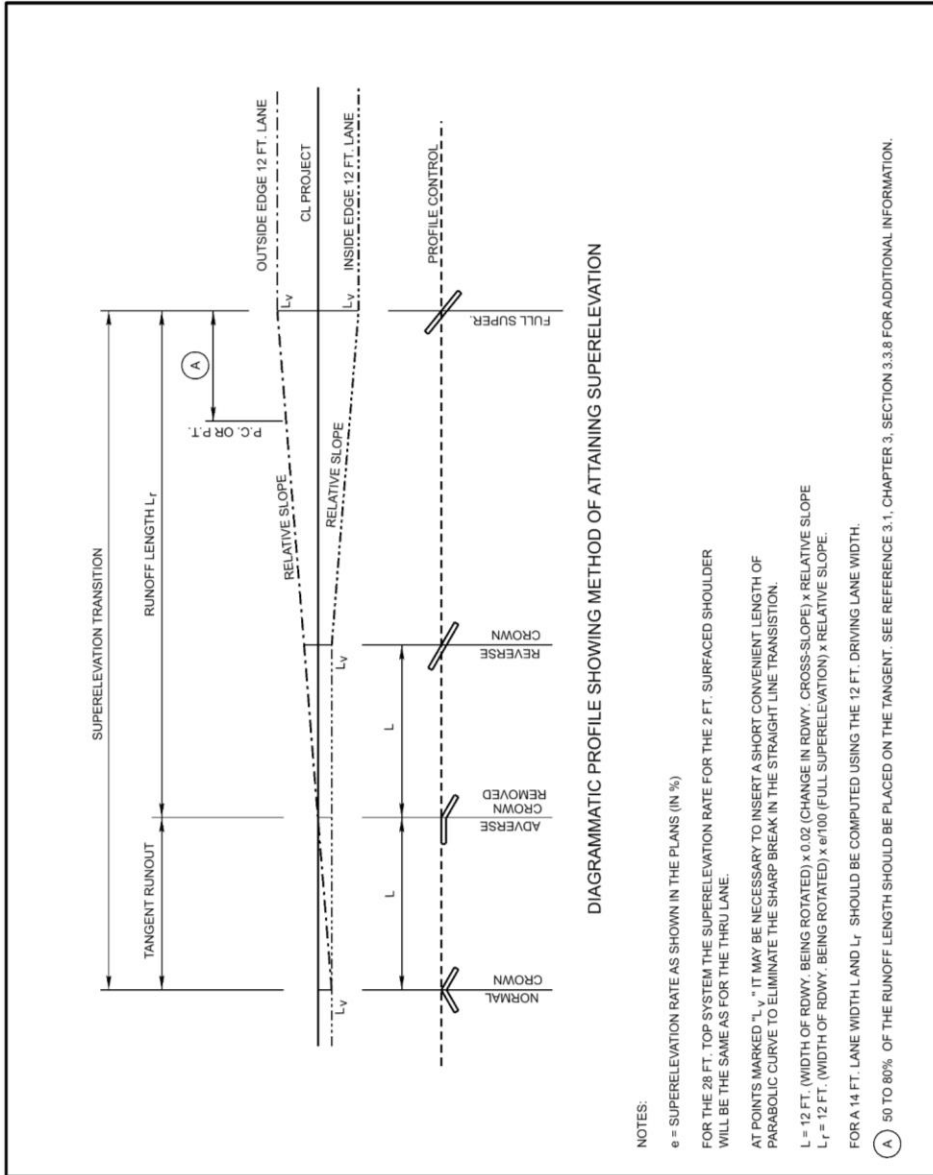 SUPERELEVATION TRANSITION
TANGENT RUNOUT
RUNOFF LENGTH Lr
A
P.C. OR P.T.
OUTSIDE EDGE 12 FT. LANE
RELATIVE SLOPE
Lv
CL PROJECT
Lv
Lv
RELATIVE SLOPE
Lv
INSIDE EDGE 12 FT. LANE
L
L
PROFILE CONTROL
NORMAL
CROWN
ADVERSE
CROWN
REMOVED
REVERSE
CROWN
FULL SUPER.
DIAGRAMMATIC PROFILE SHOWING METHOD OF ATTAINING SUPERELEVATION
NOTES:
e = SUPERELEVATION RATE AS SHOWN IN THE PLANS (IN %)
FOR THE 28 FT. TOP SYSTEM THE SUPERELEVATION RATE FOR THE 2 FT. SURFACED SHOULDER
WILL BE THE SAME AS FOR THE THRU LANE.
AT POINTS MARKED "Lv" IT MAY BE NECESSARY TO INSERT A SHORT CONVENIENT LENGTH OF
PARABOLIC CURVE TO ELIMINATE THE SHARP BREAK IN THE STRAIGHT LINE TRANSISTION.
L = 12 FT. (WIDTH OF RDWY. BEING ROTATED) x 0.02 (CHANGE IN RDWY. CROSS-SLOPE) x RELATIVE SLOPE
Lr = 12 FT. (WIDTH OF RDWY. BEING ROTATED) x e/100 (FULL SUPERELEVATION) x RELATIVE SLOPE.
FOR A 14 FT. LANE WIDTH L AND Lr SHOULD BE COMPUTED USING THE 12 FT. DRIVING LANE WIDTH.
A 50 TO 80% OF THE RUNOFF LENGTH SHOULD BE PLACED ON THE TANGENT. SEE REFERENCE 3.1, CHAPTER 3, SECTION 3.3.8 FOR ADDITIONAL INFORMATION.